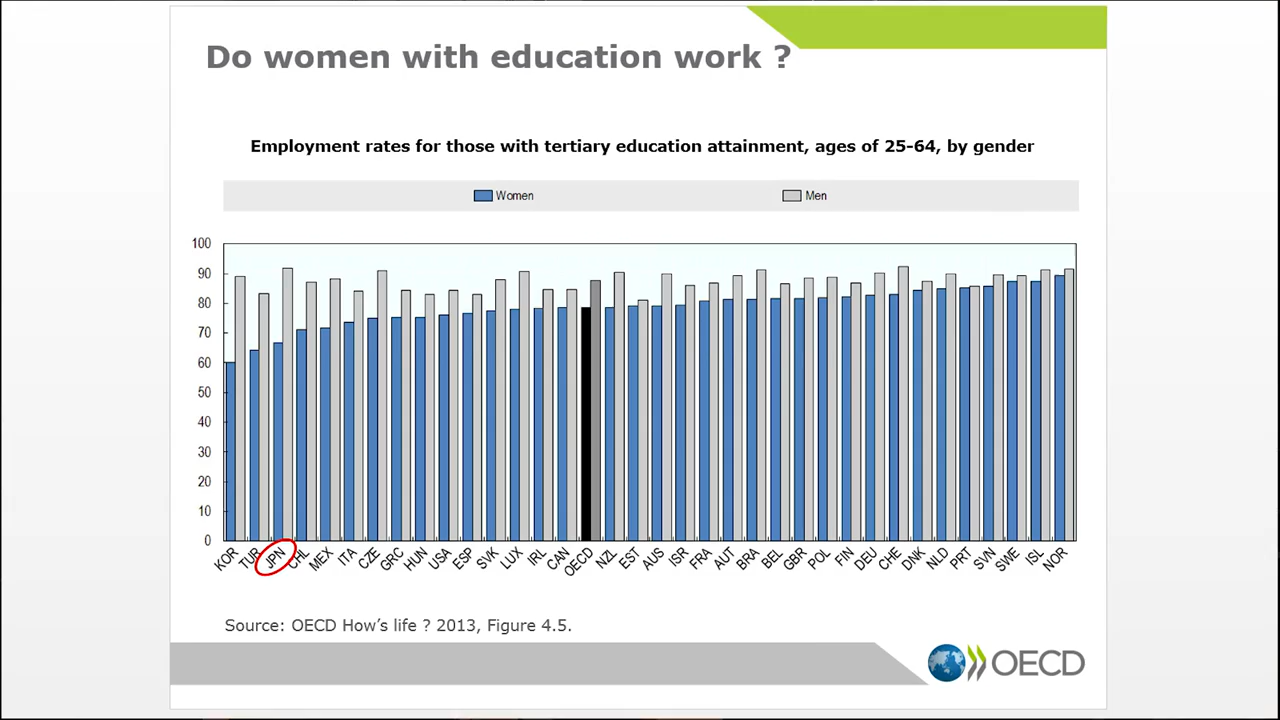 Do women with education work ?
Employment rates for those with tertiary education attainment, ages of 25-64, by gender
Women Men
100
90
80
70
60
50
40
30
20
10
0
KOR TUR JPN CHL MEX ITA CZE GRC HUN USA ESP SVK LUX IRL CAN OECD NZL EST AUS ISR FRA AUT BRA BEL GBR POL FIN DEU CHE DNK NLD PRT SVN SWE ISL NOR
Source: OECD How's life ? 2013, Figure 4.5.
OECD